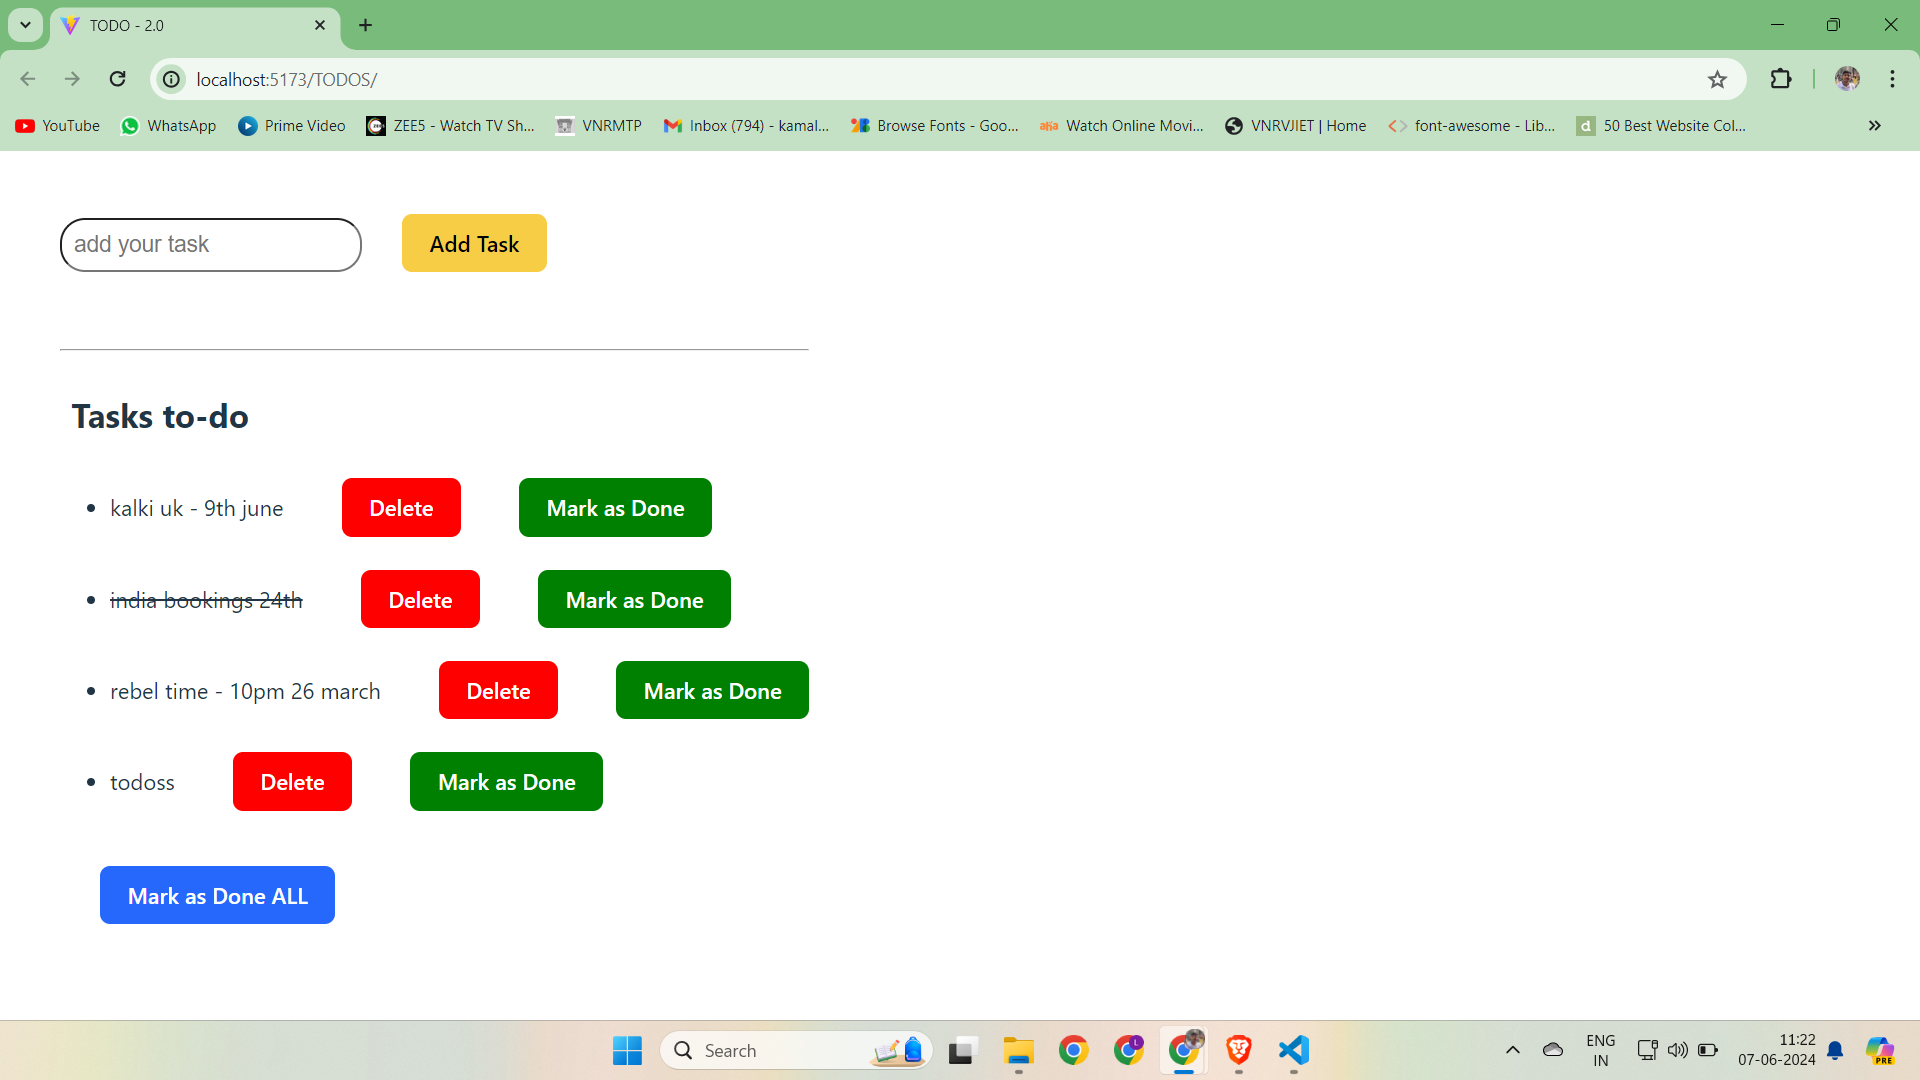 TODO - 2.0
localhost:5173/TODOS/
YouTube WhatsApp Prime Video ZEE5 - Watch TV Sh... VNRMTP Inbox (794) - kamal... Browse Fonts - Goo... aha Watch Online Movi... VNRVJIET | Home font-awesome - Lib... d 50 Best Website Col...
add your task Add Task
Tasks to-do
kalki uk - 9th june Delete Mark as Done
india bookings 24th Delete Mark as Done
rebel time - 10pm 26 march Delete Mark as Done
todoss Delete Mark as Done
Mark as Done ALL
Search L ENG 11:22
IN 07-06-2024 PRE